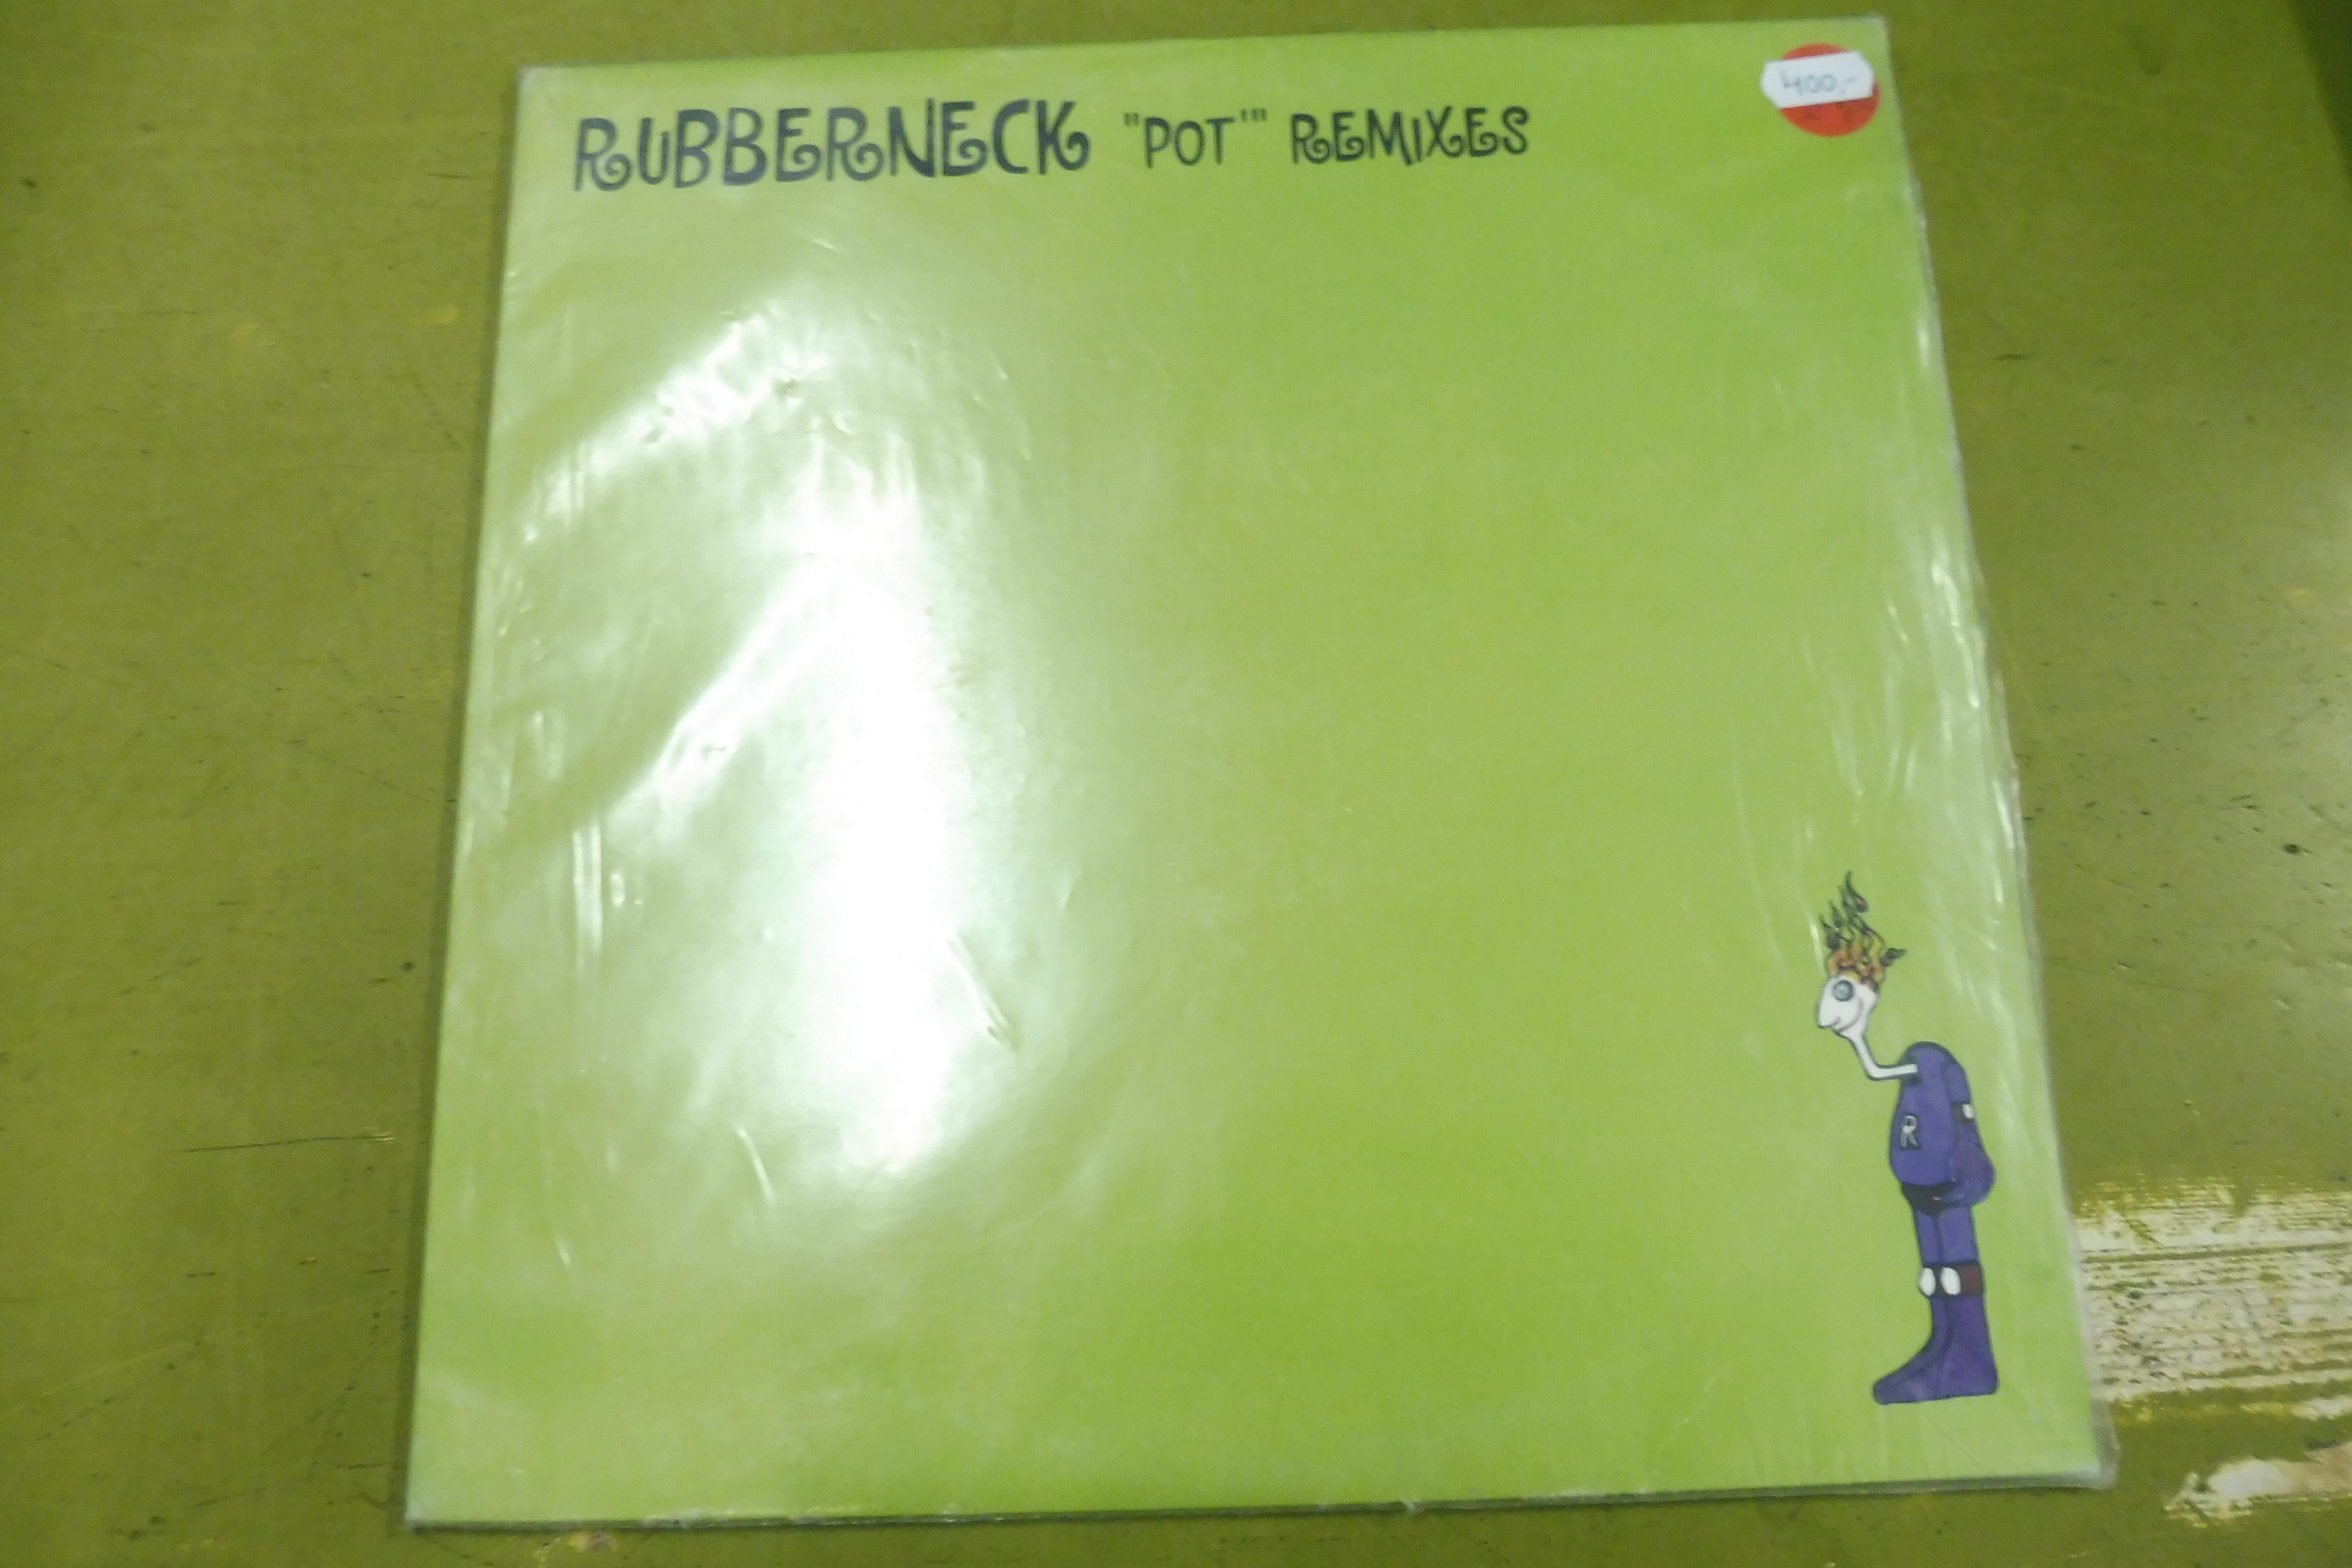 RUBBERNECK "POT'" REMIXES
400,-
R